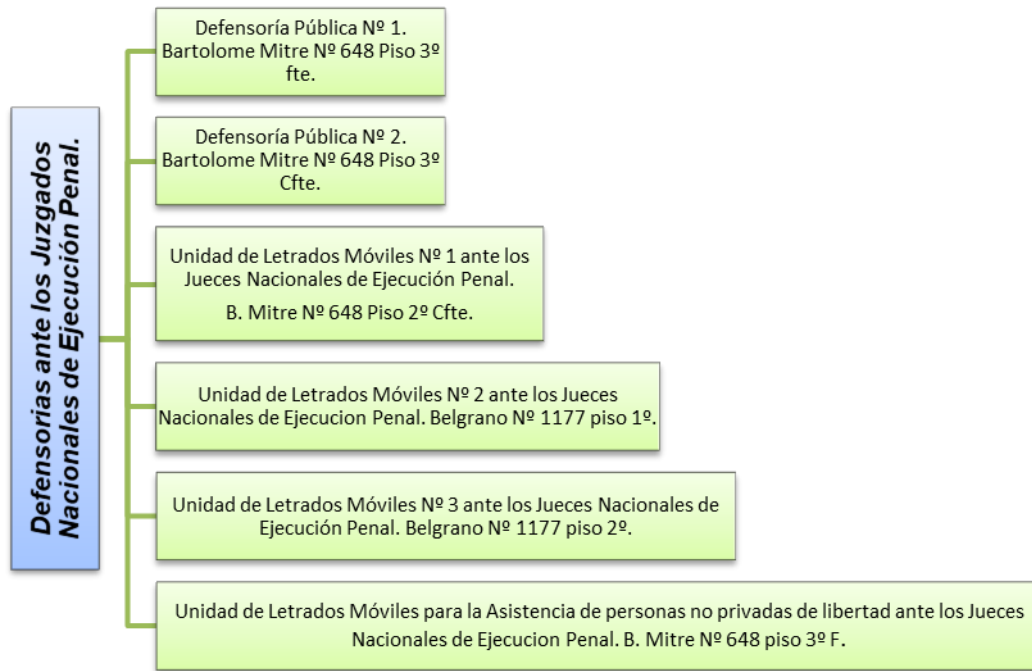 Defensorias ante los Juzgados
Nacionales de Ejecución Penal.
Defensoría Pública Nº 1.
Bartolome Mitre Nº 648 Piso 3º
fte.
Defensoría Pública Nº 2.
Bartolome Mitre Nº 648 Piso 3º
Cfte.
Unidad de Letrados Móviles Nº 1 ante los
Jueces Nacionales de Ejecución Penal.
B. Mitre Nº 648 Piso 2º Cfte.
Unidad de Letrados Móviles Nº 2 ante los Jueces
Nacionales de Ejecucion Penal. Belgrano Nº 1177 piso 1º.
Unidad de Letrados Móviles Nº 3 ante los Jueces Nacionales de
Ejecución Penal. Belgrano Nº 1177 piso 2º.
Unidad de Letrados Móviles para la Asistencia de personas no privadas de libertad ante los Jueces
Nacionales de Ejecucion Penal. B. Mitre Nº 648 piso 3º F.